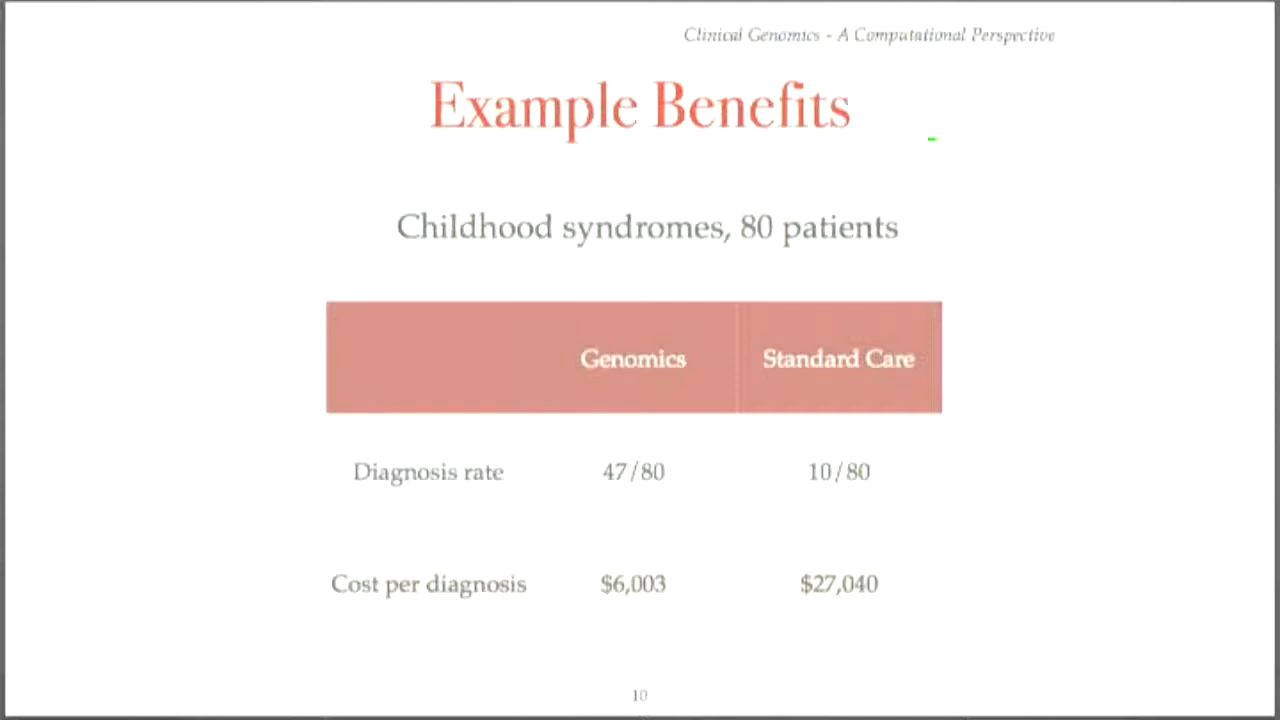 Clinical Genomics - A Computational Perspective
Example Benefits
Childhood syndromes, 80 patients
Genomics Standard Care
Diagnosis rate 47/80 10/80
Cost per diagnosis $6,003 $27,040
10